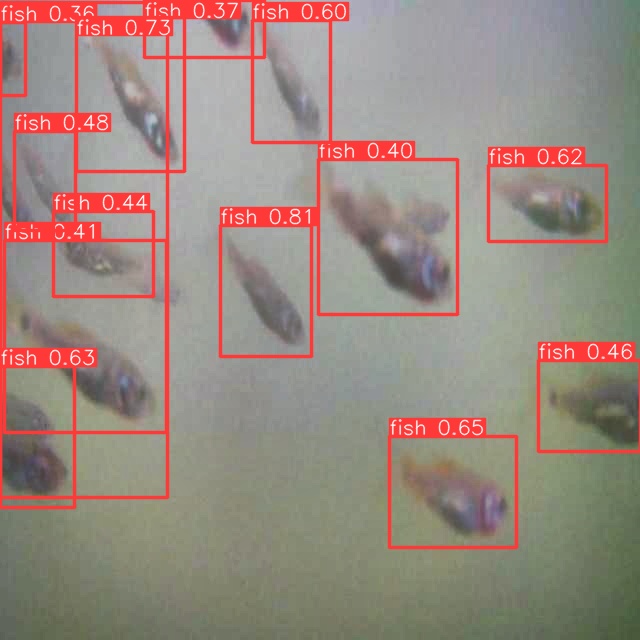 fish 0.36
fish 0.37
fish 0.60
fish 0.73
fish 0.48
fish 0.40
fish 0.62
fish 0.44
fish 0.81
fish 0.41
fish 0.63
fish 0.46
fish 0.65